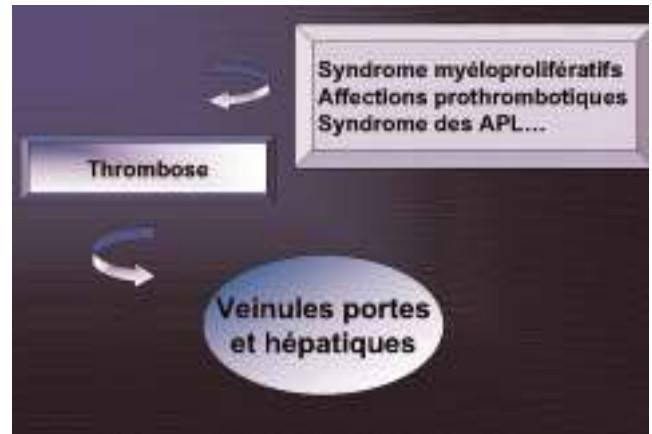 Syndrome myéloprolifératifs
Affections prothrombotiques
Syndrome des APL...
Thrombose
Veinules portes
et hépatiques